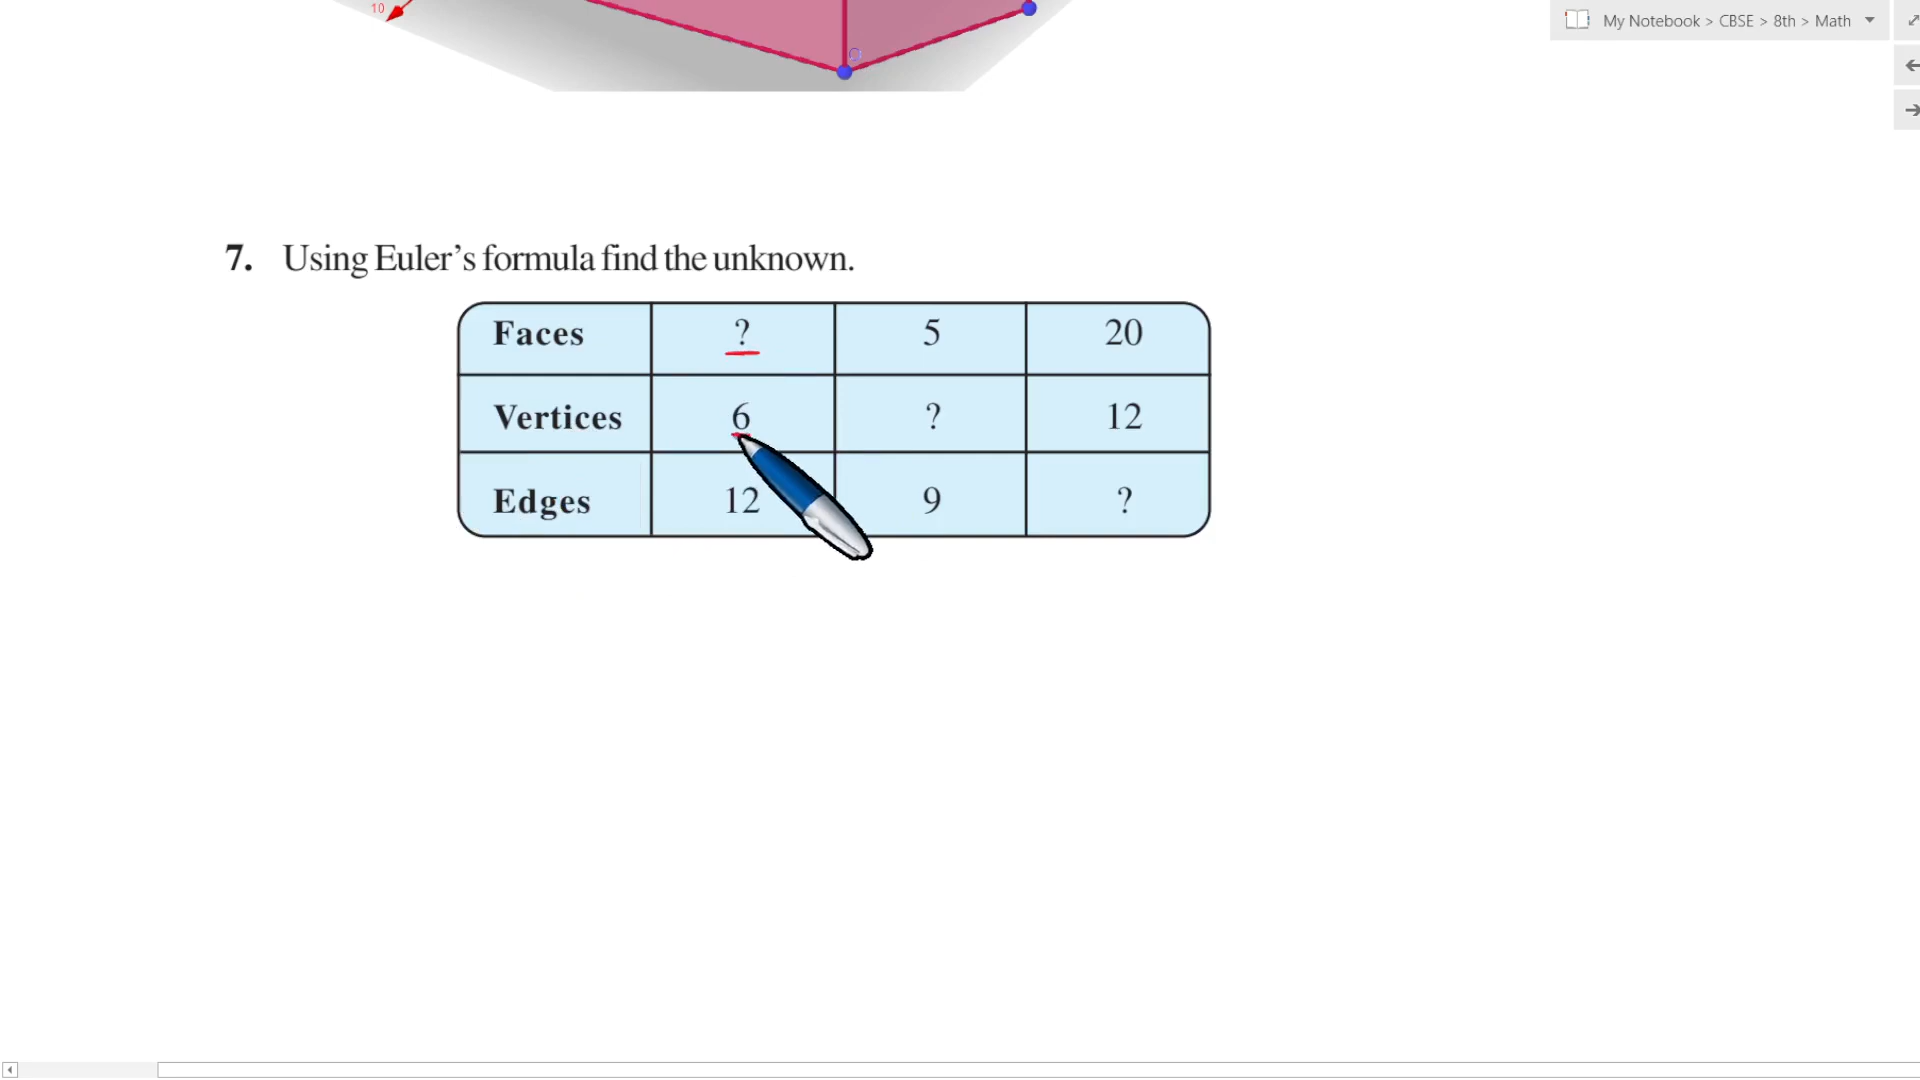 10
My Notebook > CBSE > 8th > Math
7. Using Euler’s formula find the unknown.
Faces ? 5 20
Vertices 6 ? 12
Edges 12 9 ?